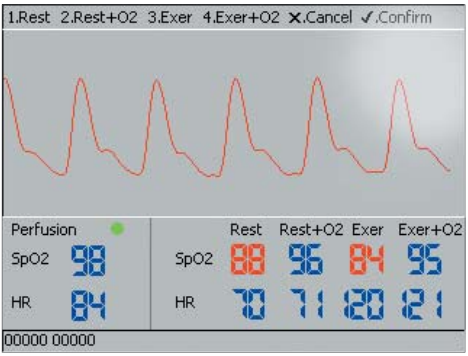 1.Rest 2.Rest+O2 3.Exer 4.Exer+O2 ✗.Cancel ✓.Confirm
Perfusion Rest Rest+O2 Exer Exer+O2
SpO2 98 SpO2 88 96 84 95
HR 84 HR 70 71 120 121
00000 00000